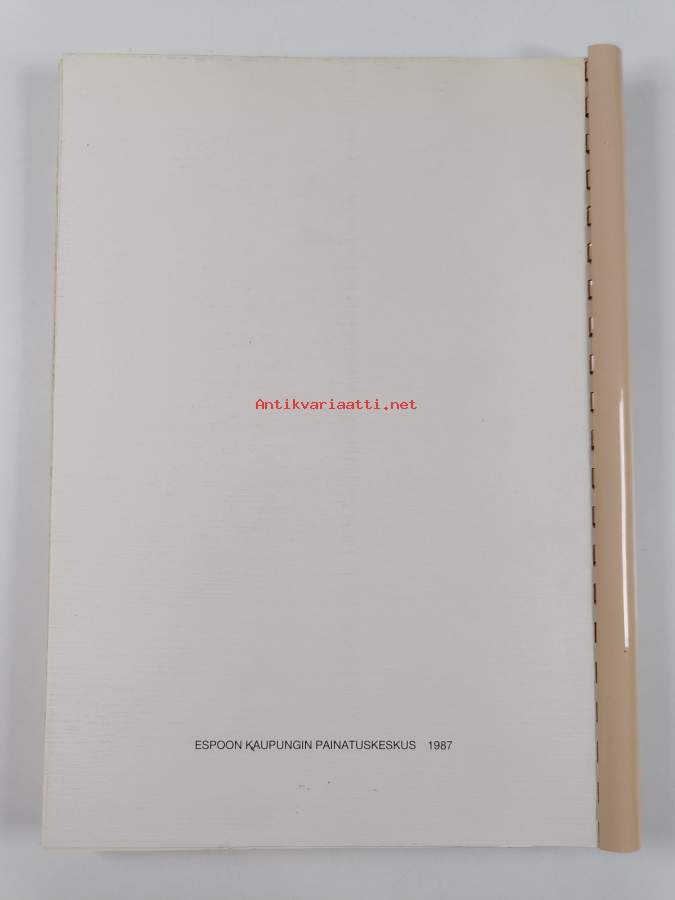 Antikvariaatti.net
ESPOON KAUPUNGIN PAINATUSKESKUS 1987